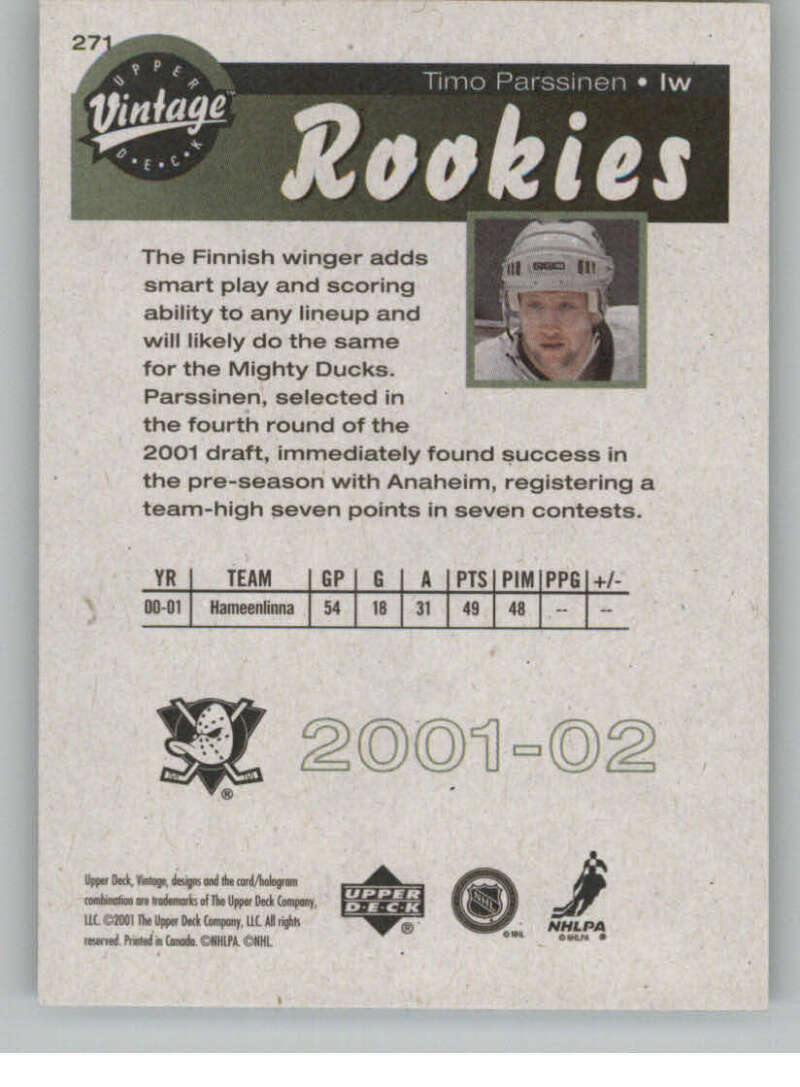 271
UPPER
Vintage™
D•E•C•K
Timo Parssinen • lw
Rookies
The Finnish winger adds
smart play and scoring
ability to any lineup and
will likely do the same
for the Mighty Ducks.
Parssinen, selected in
the fourth round of the
2001 draft, immediately found success in
the pre-season with Anaheim, registering a
team-high seven points in seven contests.
YR TEAM GP G A PTS PIM PPG +/-
00-01 Hameenlinna 54 18 31 49 48 -- --
®
2001-02
Upper Deck, Vintage, designs and the card/hologram
combination are trademarks of The Upper Deck Company,
LLC. ©2001 The Upper Deck Company, LLC. All rights
reserved. Printed in Canada. ©NHLPA. ©NHL.
UPPER
D•E•C•K
®
NHL
© NHL
NHLPA
© NHLPA ®